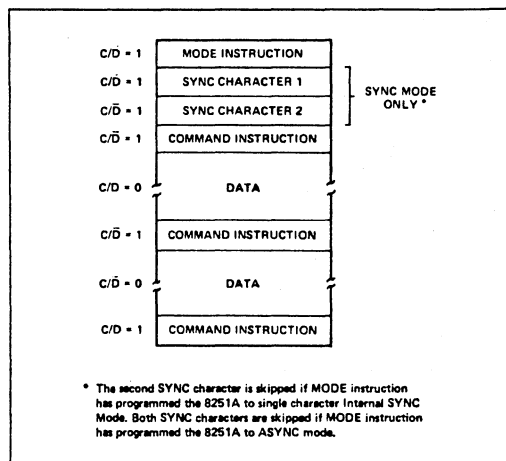 C/D̅ = 1 MODE INSTRUCTION
C/D̅ = 1 SYNC CHARACTER 1
SYNC MODE
ONLY *
C/D̅ = 1 SYNC CHARACTER 2
C/D̅ = 1 COMMAND INSTRUCTION
C/D̅ = 0 DATA
C/D̅ = 1 COMMAND INSTRUCTION
C/D̅ = 0 DATA
C/D̅ = 1 COMMAND INSTRUCTION
* The second SYNC character is skipped if MODE instruction
has programmed the 8251A to single character Internal SYNC
Mode. Both SYNC characters are skipped if MODE instruction
has programmed the 8251A to ASYNC mode.